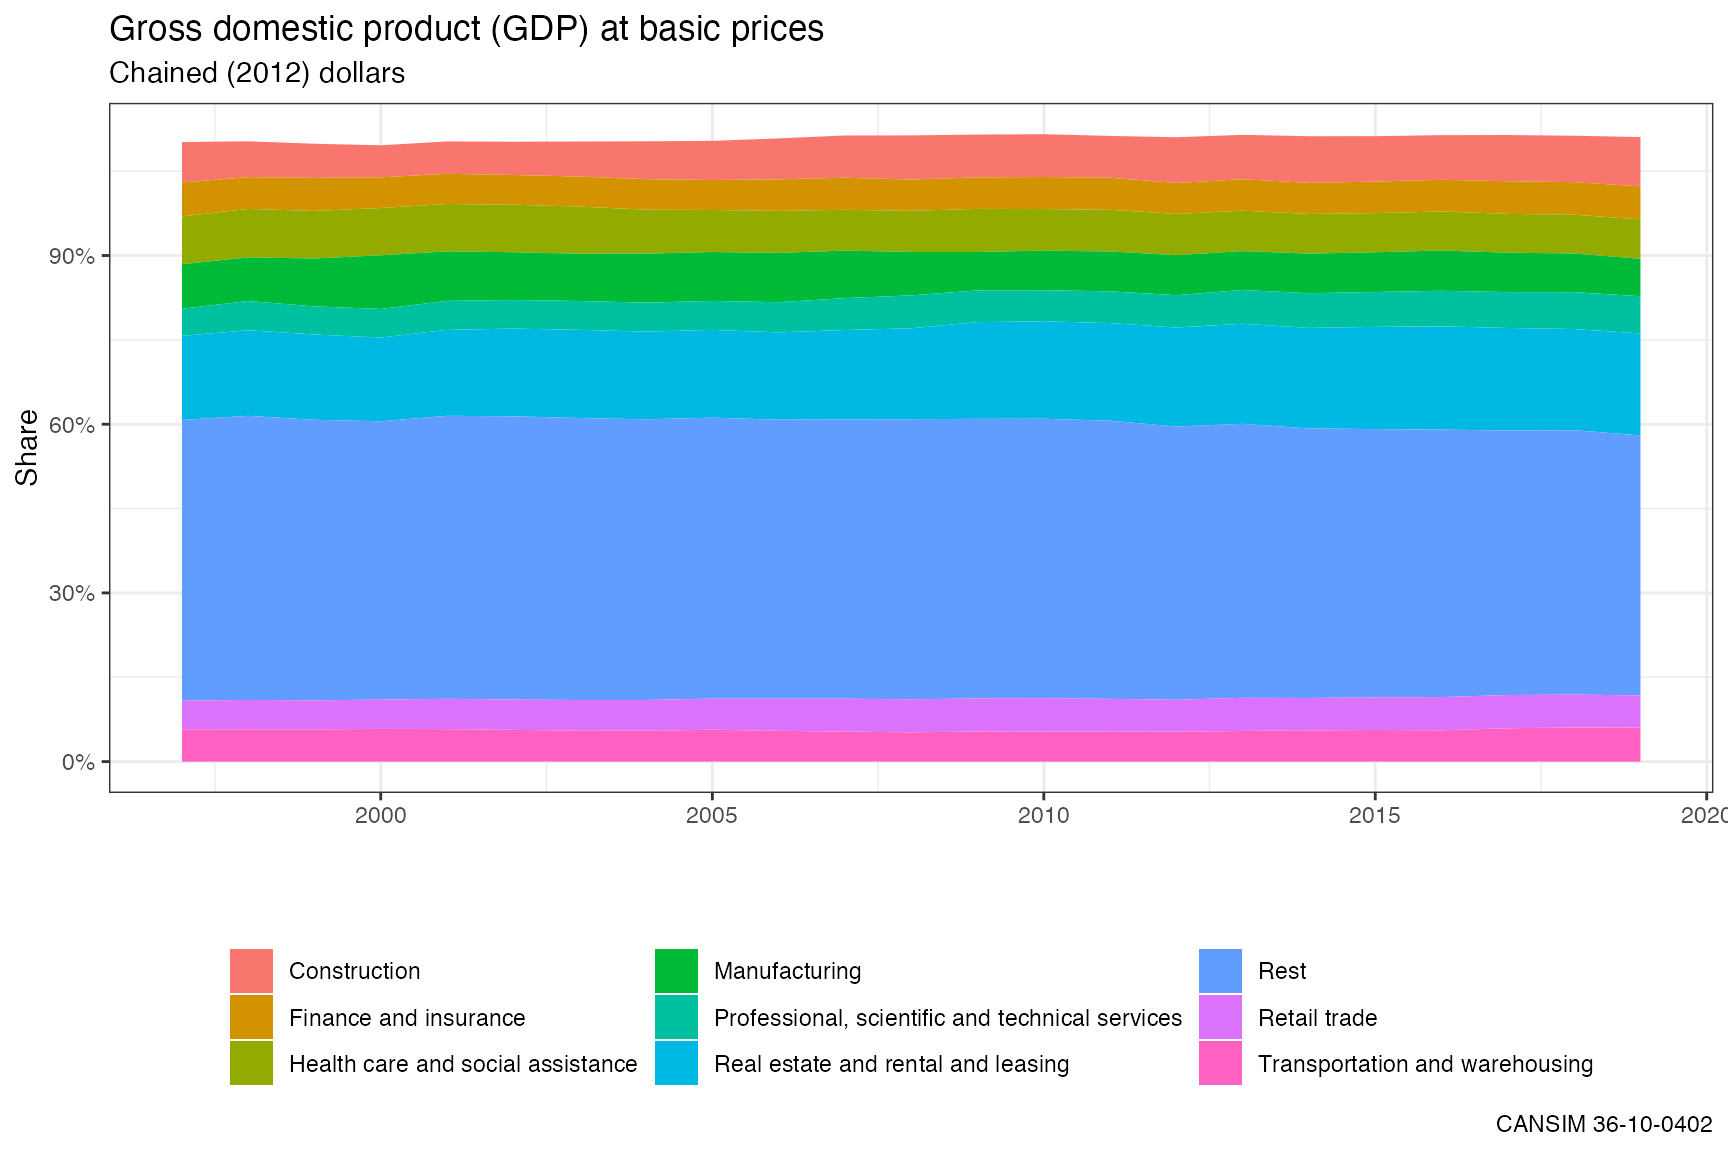 Gross domestic product (GDP) at basic prices
Chained (2012) dollars
Share
90%
60%
30%
0%
2000
2005
2010
2015
202
Construction
Finance and insurance
Health care and social assistance
Manufacturing
Professional, scientific and technical services
Real estate and rental and leasing
Rest
Retail trade
Transportation and warehousing
CANSIM 36-10-0402